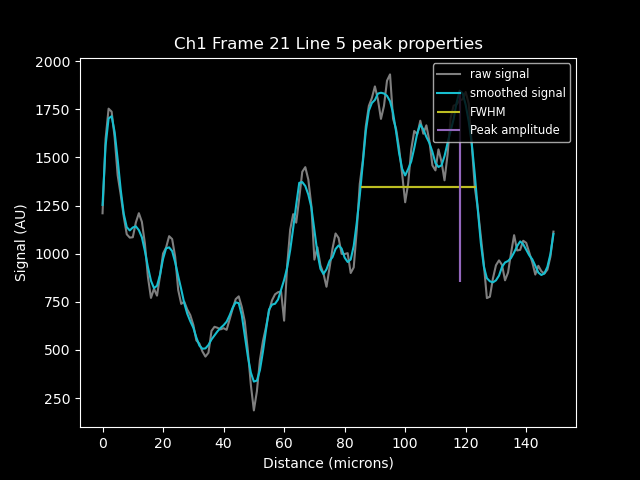 Ch1 Frame 21 Line 5 peak properties
raw signal
smoothed signal
FWHM
Peak amplitude
Signal (AU)
2000
1750
1500
1250
1000
750
500
250
0 20 40 60 80 100 120 140
Distance (microns)